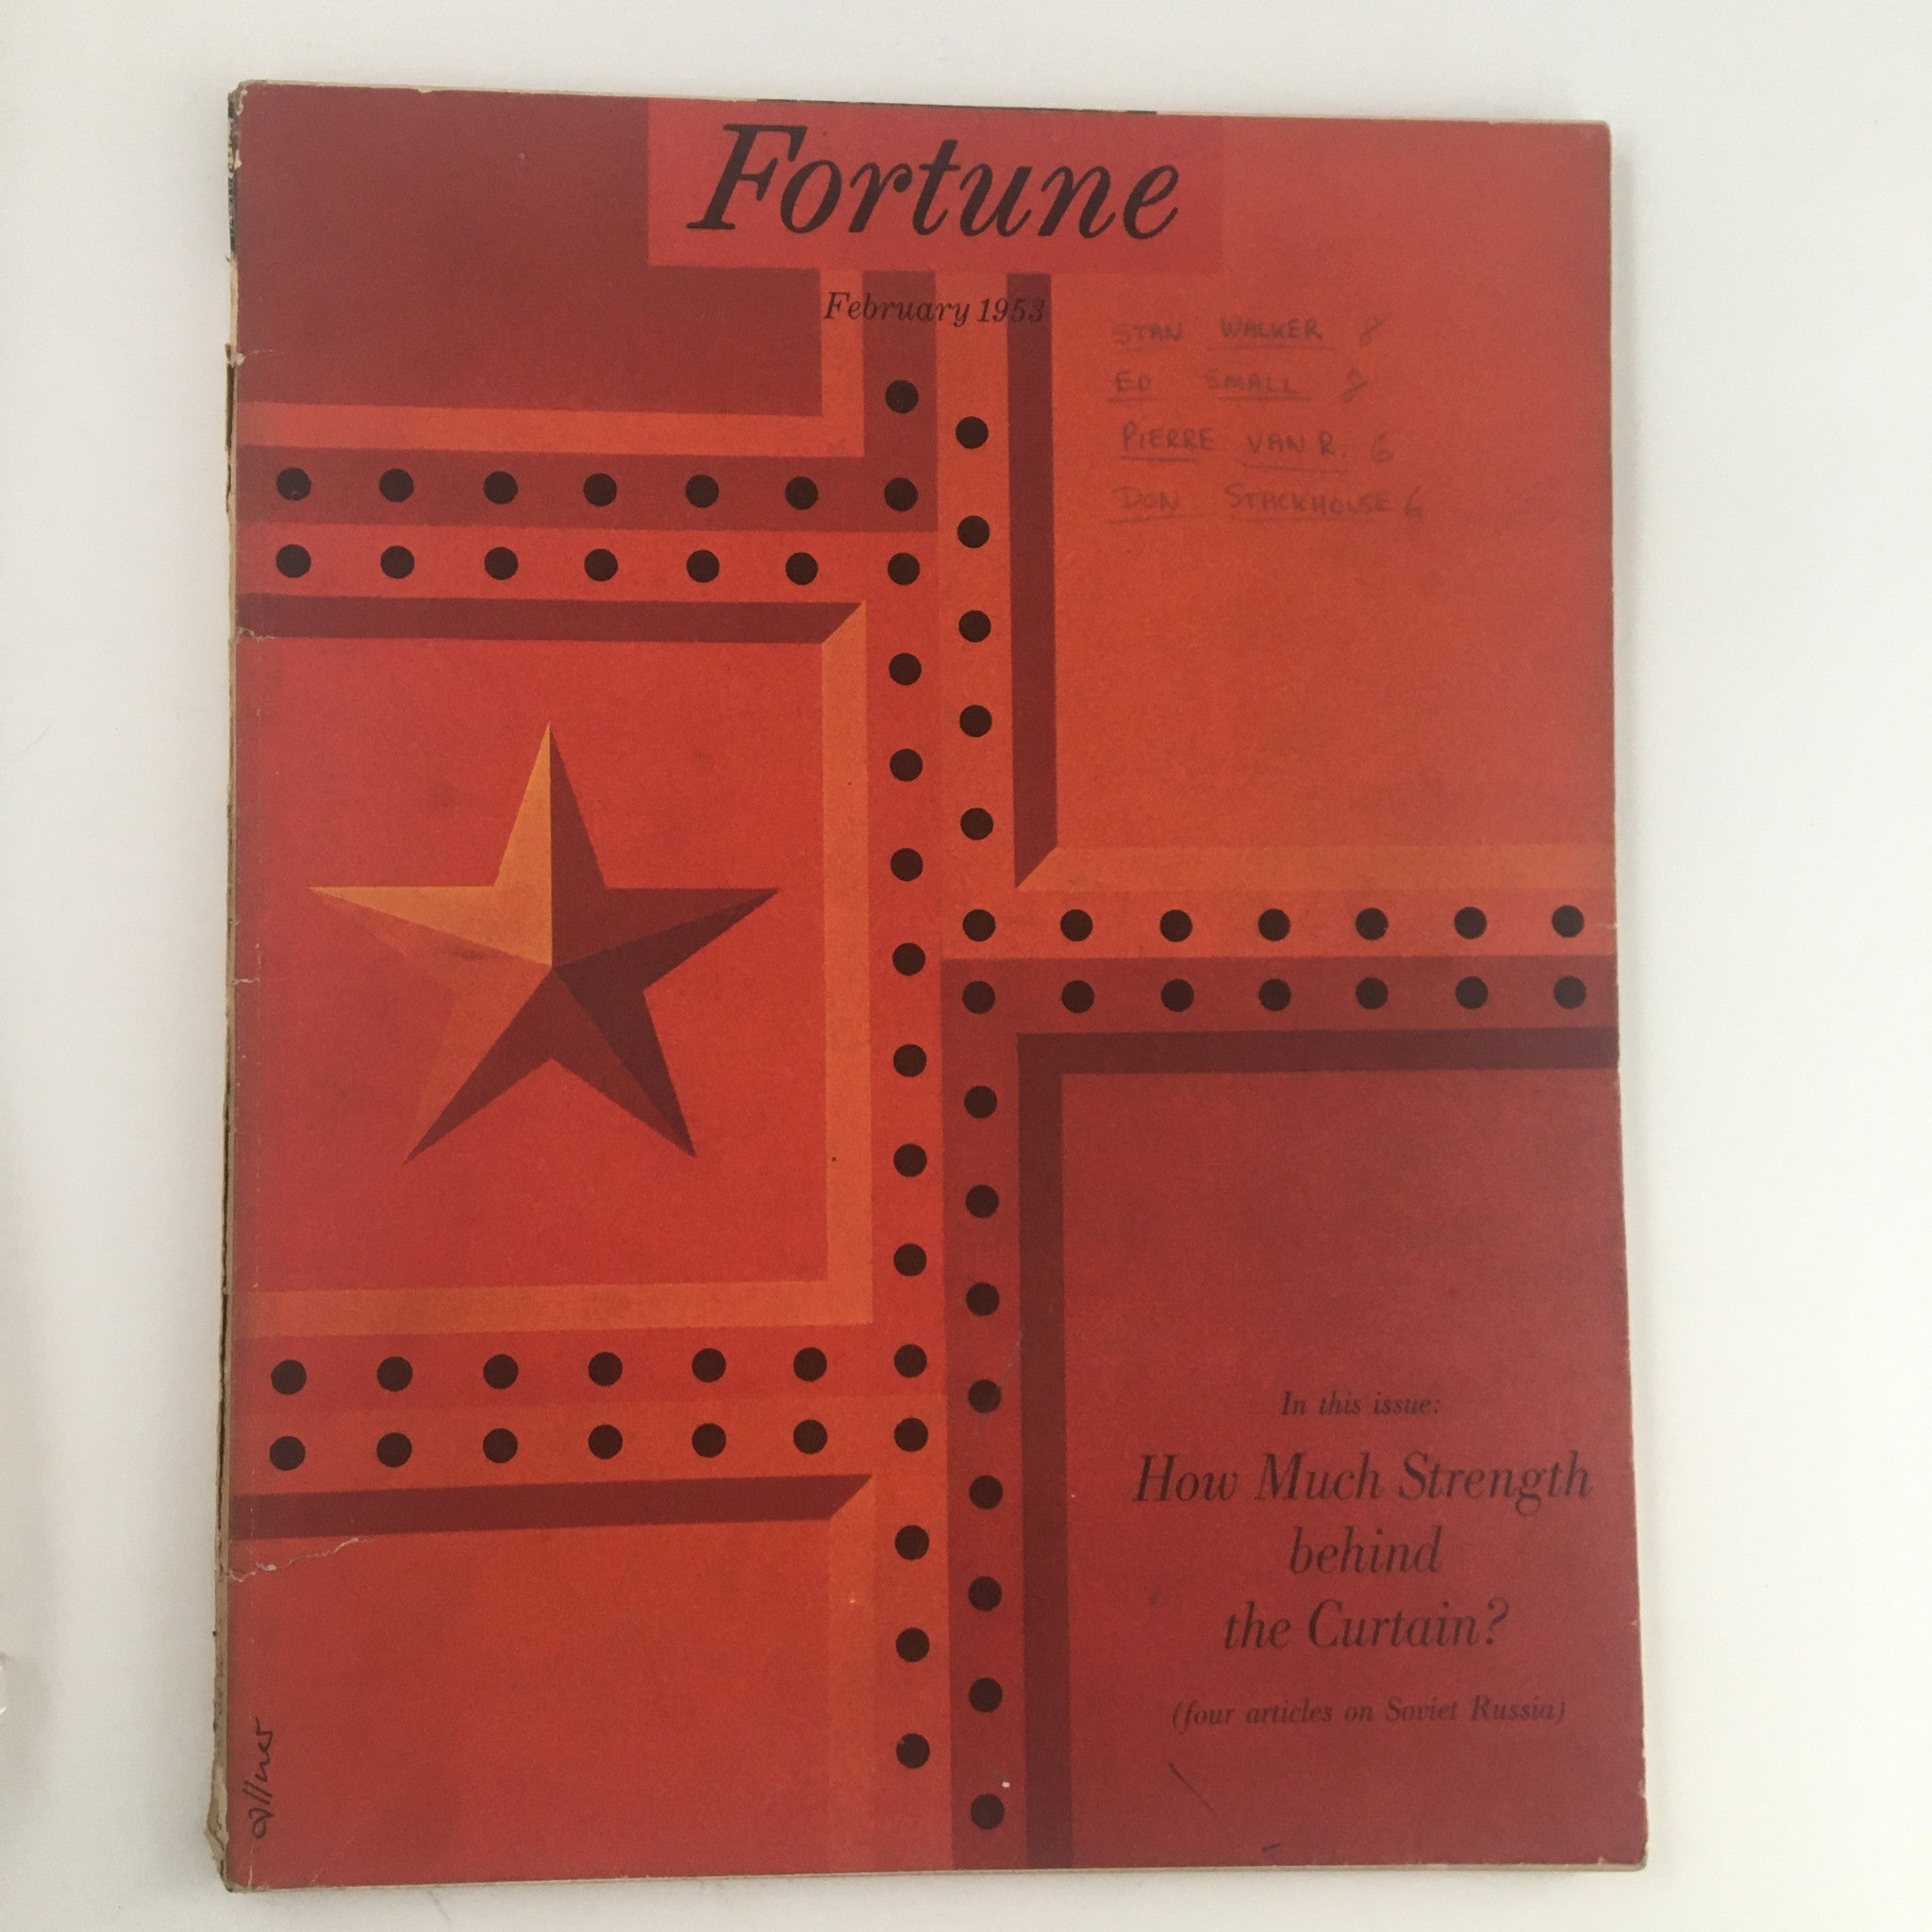 Fortune
February 1953
STAN WALKER 8
ED SMALL 8
PIERRE VAN R. 6
DON STACKHOUSE 6
In this issue:
How Much Strength
behind
the Curtain?
(four articles on Soviet Russia)